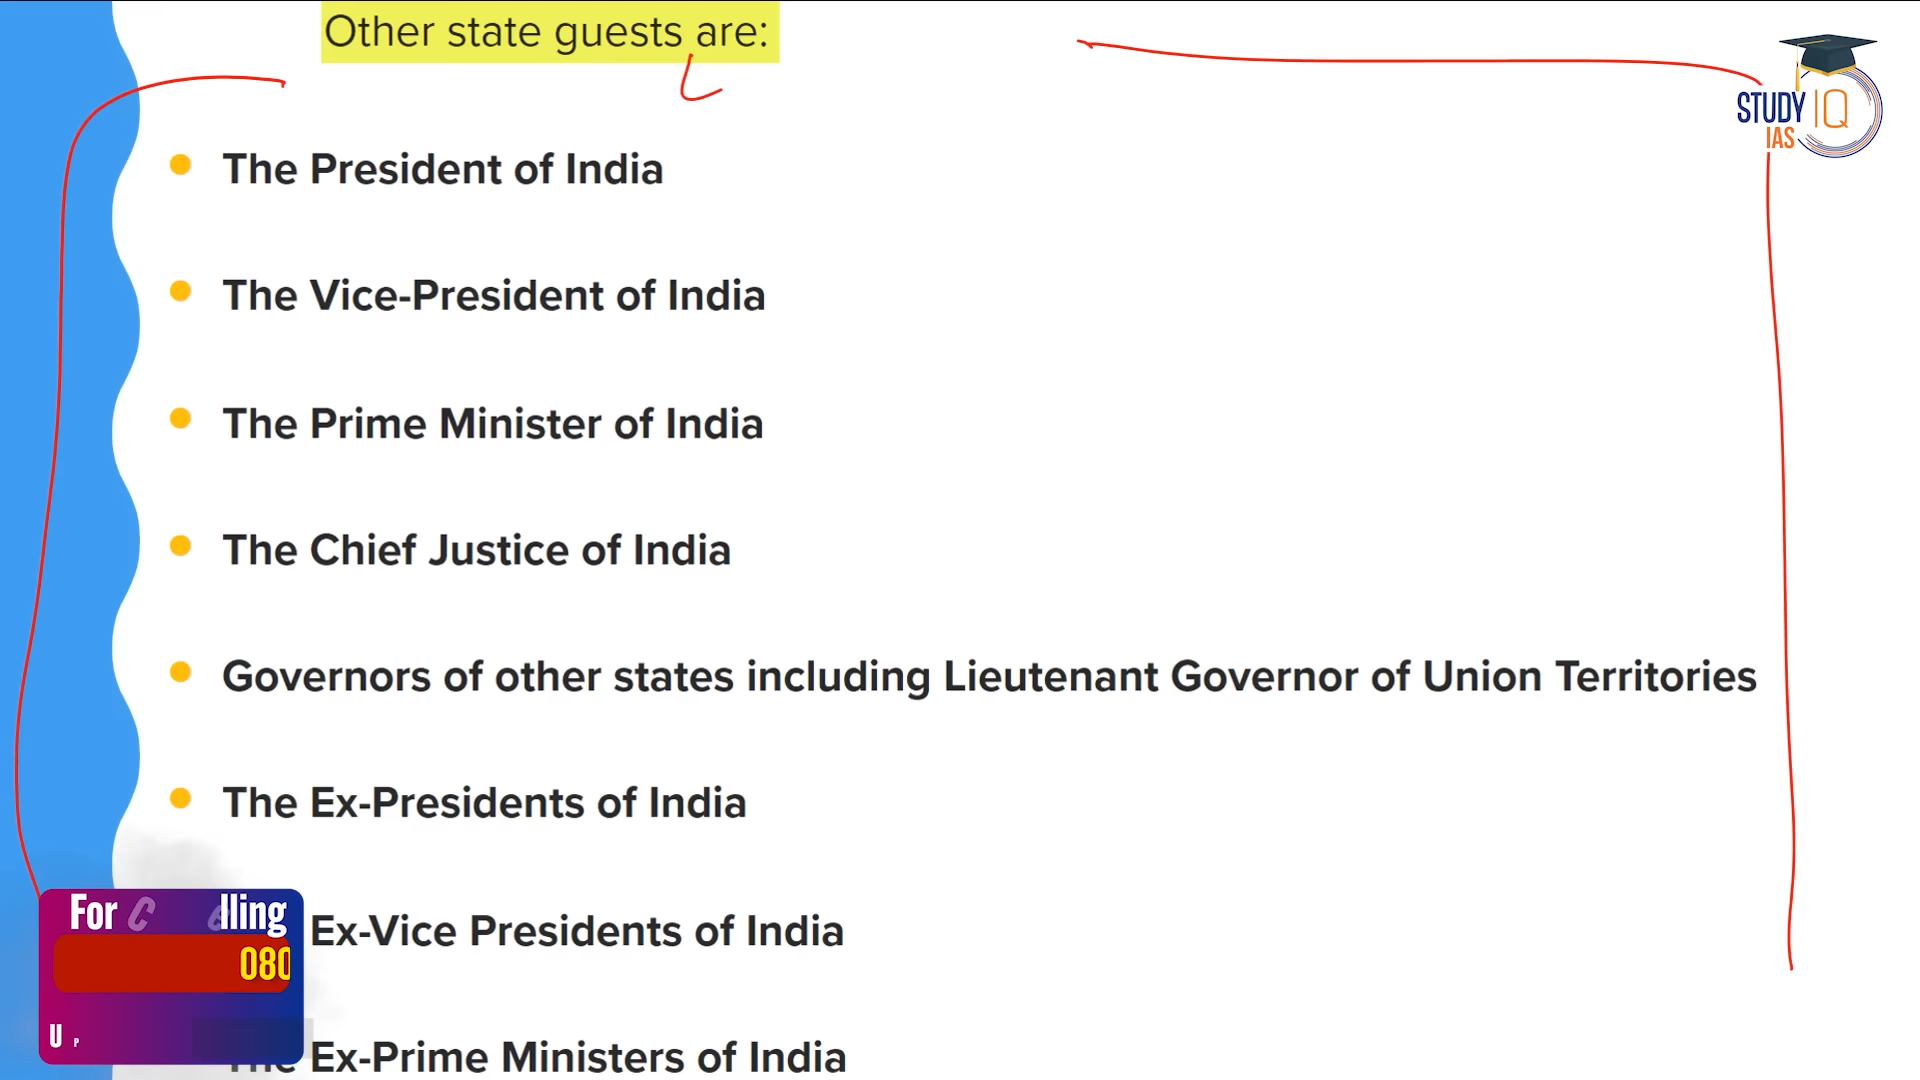 Other state guests are:
STUDY IQ
IAS
The President of India
The Vice-President of India
The Prime Minister of India
The Chief Justice of India
Governors of other states including Lieutenant Governor of Union Territories
The Ex-Presidents of India
Ex-Vice Presidents of India
The Ex-Prime Ministers of India
For C lling
080
U P